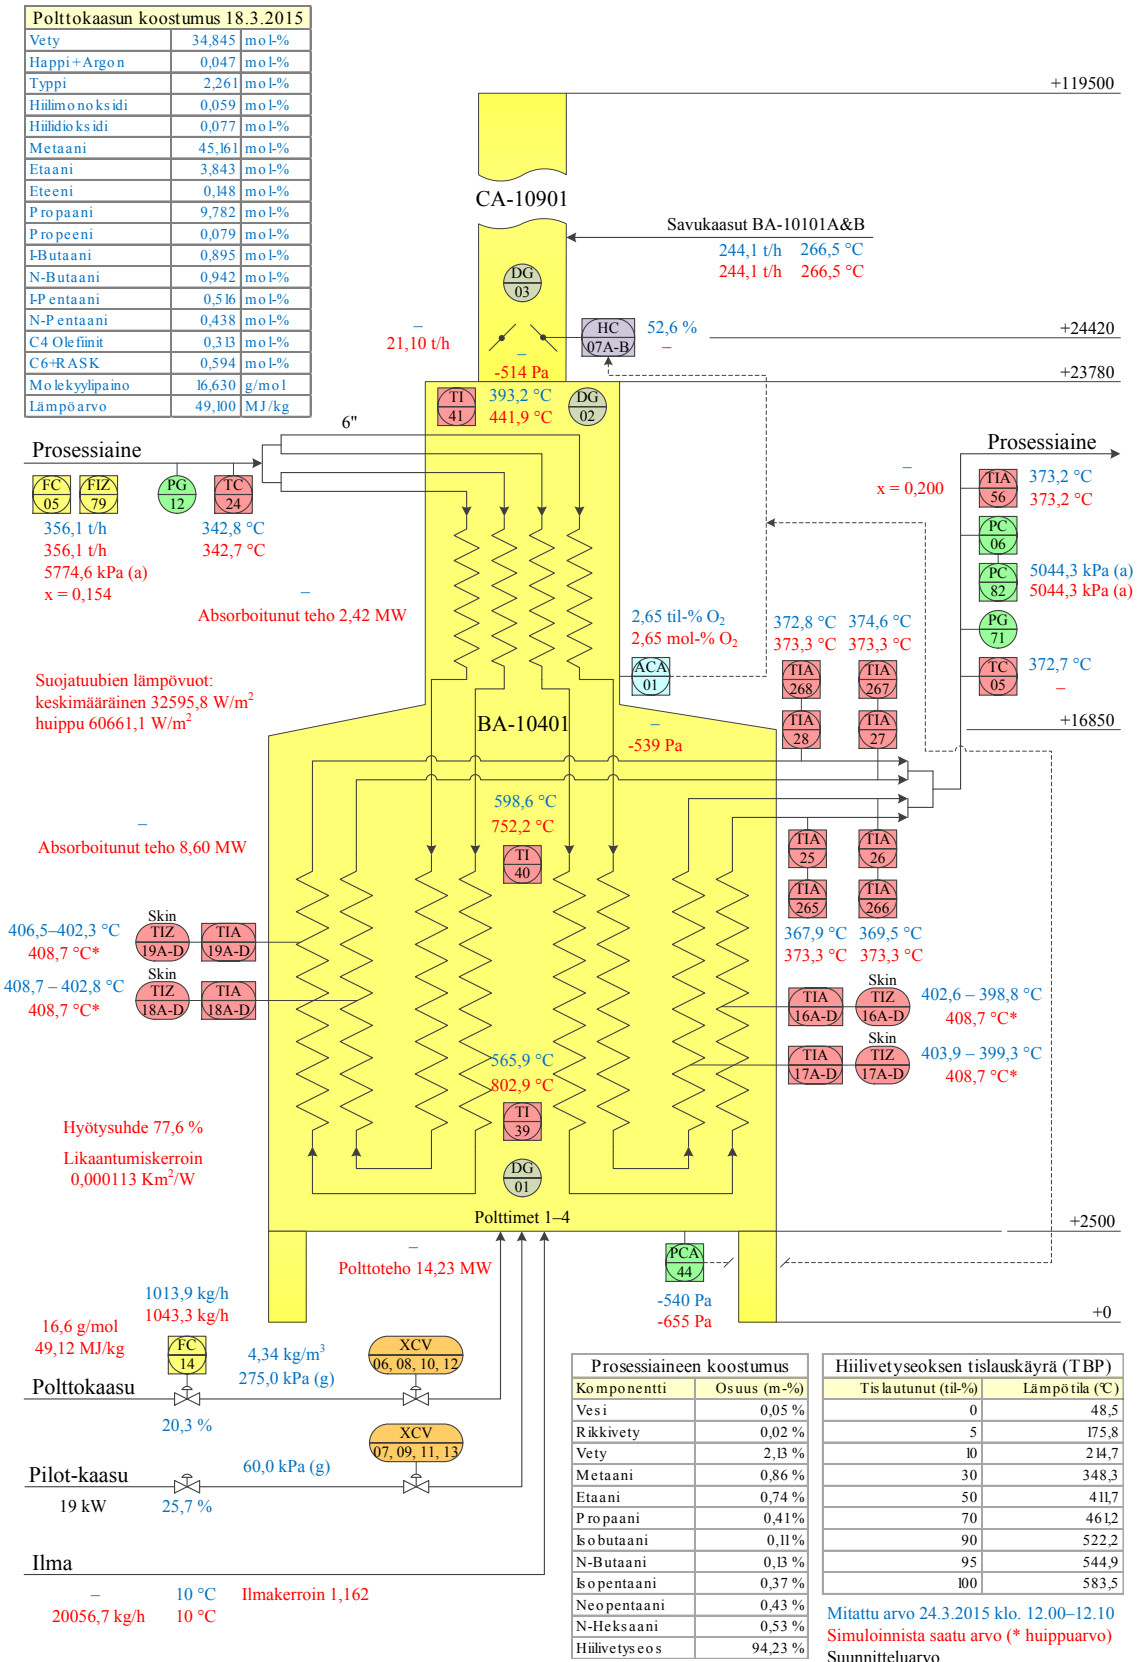 Polttokaasun koostumus 18.3.2015
Vety 34,845 mol-%
Happi+Argon 0,047 mol-%
Typpi 2,261 mol-%
Hiilimonoksidi 0,059 mol-%
Hiilidioksidi 0,077 mol-%
Metaani 45,161 mol-%
Etaani 3,843 mol-%
Eteeni 0,148 mol-%
Propaani 9,782 mol-%
Propeeni 0,079 mol-%
I-Butaani 0,895 mol-%
N-Butaani 0,942 mol-%
I-Pentaani 0,516 mol-%
N-Pentaani 0,438 mol-%
C4 Olefiinit 0,313 mol-%
C6+RASK 0,594 mol-%
Molekyylipaino 16,630 g/mol
Lämpöarvo 49,100 MJ/kg
+119500
CA-10901
Savukaasut BA-10101A&B
244,1 t/h 266,5 °C
244,1 t/h 266,5 °C
DG 03
–
21,10 t/h
HC 07A-B
52,6 %
–
+24420
–
-514 Pa
+23780
TI 41
393,2 °C
441,9 °C
DG 02
6"
Prosessiaine
FC 05
FIZ 79
PG 12
TC 24
356,1 t/h
356,1 t/h
5774,6 kPa (a)
x = 0,154
342,8 °C
342,7 °C
–
Absorboitunut teho 2,42 MW
Prosessiaine
–
x = 0,200
TIA 56
373,2 °C
373,2 °C
PC 06
PC 82
5044,3 kPa (a)
5044,3 kPa (a)
PG 71
TC 05
372,7 °C
–
2,65 til-% O2
2,65 mol-% O2
ACA 01
372,8 °C 374,6 °C
373,3 °C 373,3 °C
TIA 268
TIA 267
TIA 28
TIA 27
+16850
Suojatuubien lämpövuot:
keskimääräinen 32595,8 W/m²
huippu 60661,1 W/m²
BA-10401
–
-539 Pa
598,6 °C
752,2 °C
TI 40
–
Absorboitunut teho 8,60 MW
TIA 25
TIA 26
TIA 265
TIA 266
367,9 °C 369,5 °C
373,3 °C 373,3 °C
406,5–402,3 °C
408,7 °C*
Skin
TIZ 19A-D
TIA 19A-D
408,7 – 402,8 °C
408,7 °C*
Skin
TIZ 18A-D
TIA 18A-D
TIA 16A-D
Skin
TIZ 16A-D
402,6 – 398,8 °C
408,7 °C*
TIA 17A-D
Skin
TIZ 17A-D
403,9 – 399,3 °C
408,7 °C*
565,9 °C
802,9 °C
TI 39
Hyötysuhde 77,6 %
Likaantumiskerroin
0,000113 Km²/W
DG 01
Polttimet 1–4
+2500
–
Polttoteho 14,23 MW
PCA 44
-540 Pa
-655 Pa
+0
1013,9 kg/h
1043,3 kg/h
16,6 g/mol
49,12 MJ/kg
FC 14
4,34 kg/m³
275,0 kPa (g)
XCV
06, 08, 10, 12
Polttokaasu
20,3 %
XCV
07, 09, 11, 13
Pilot-kaasu
60,0 kPa (g)
19 kW
25,7 %
Ilma
– 10 °C Ilmakerroin 1,162
20056,7 kg/h 10 °C
Prosessiaineen koostumus
Komponentti Osuus (m-%)
Vesi 0,05 %
Rikkivety 0,02 %
Vety 2,13 %
Metaani 0,86 %
Etaani 0,74 %
Propaani 0,41 %
Isobutaani 0,11 %
N-Butaani 0,13 %
Isopentaani 0,37 %
Neopentaani 0,43 %
N-Heksaani 0,53 %
Hiilivetyseos 94,23 %
Hiilivetyseoksen tislauskäyrä (TBP)
Tislautunut (til-%) Lämpötila (°C)
0 48,5
5 175,8
10 214,7
30 348,3
50 411,7
70 461,2
90 522,2
95 544,9
100 583,5
Mitattu arvo 24.3.2015 klo. 12.00–12.10
Simuloinnista saatu arvo (* huippuarvo)
Suunnitteluarvo